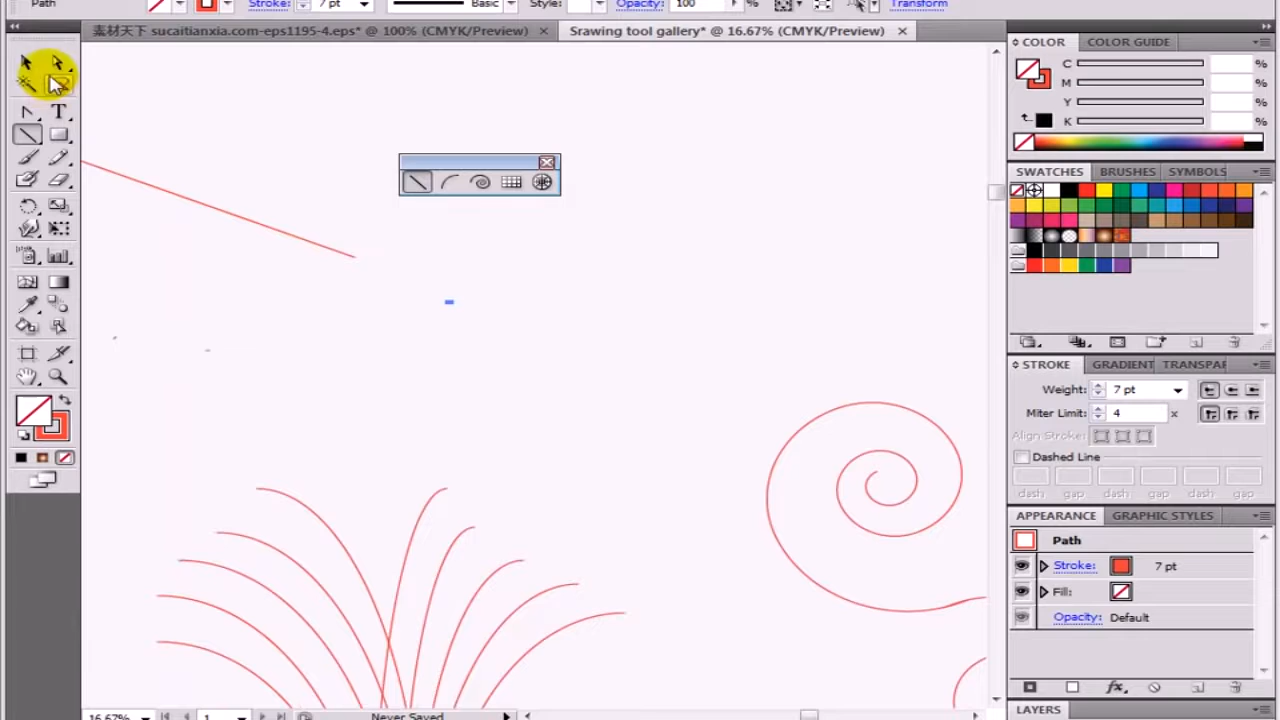 Path
Stroke: 7 pt Basic Style: Opacity: 100 % Transform
素材天下 sucaitianxia.com-eps1195-4.eps* @ 100% (CMYK/Preview)
Srawing tool gallery* @ 16.67% (CMYK/Preview)
COLOR COLOR GUIDE
C %
M %
Y %
K %
SWATCHES BRUSHES SYMBOLS
STROKE GRADIENT TRANSPAR
Weight: 7 pt
Miter Limit: 4 x
Align Stroke:
Dashed Line
dash gap dash gap dash gap
APPEARANCE GRAPHIC STYLES
Path
Stroke: 7 pt
Fill:
Opacity: Default
LAYERS
16.67% 1 Never Saved
T
fx